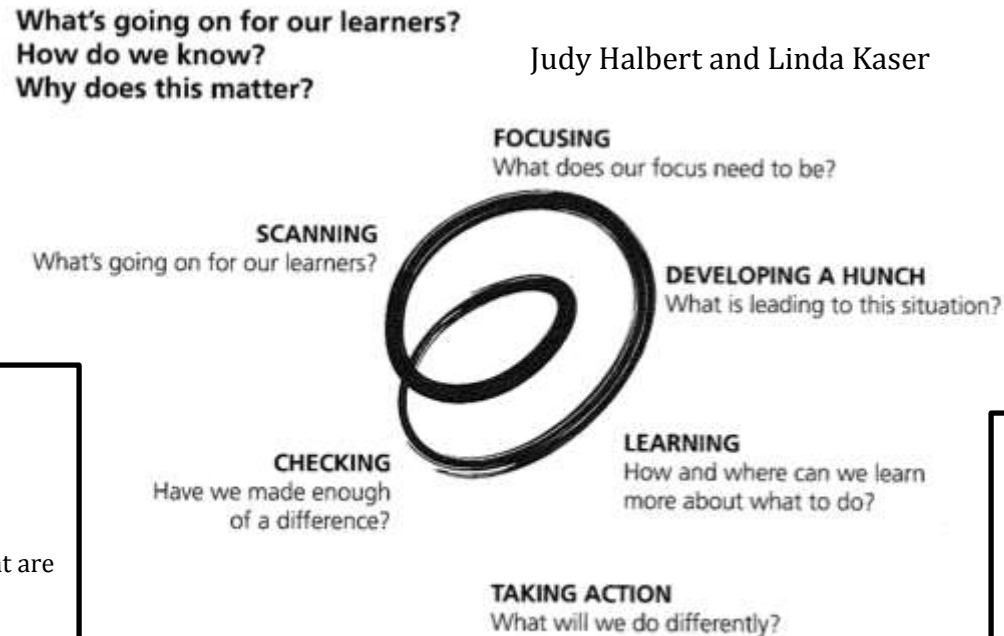 What's going on for our learners?
How do we know?
Why does this matter?
Judy Halbert and Linda Kaser
FOCUSING
What does our focus need to be?
SCANNING
What's going on for our learners?
DEVELOPING A HUNCH
What is leading to this situation?
LEARNING
How and where can we learn
more about what to do?
CHECKING
Have we made enough
of a difference?
at are
TAKING ACTION
What will we do differently?